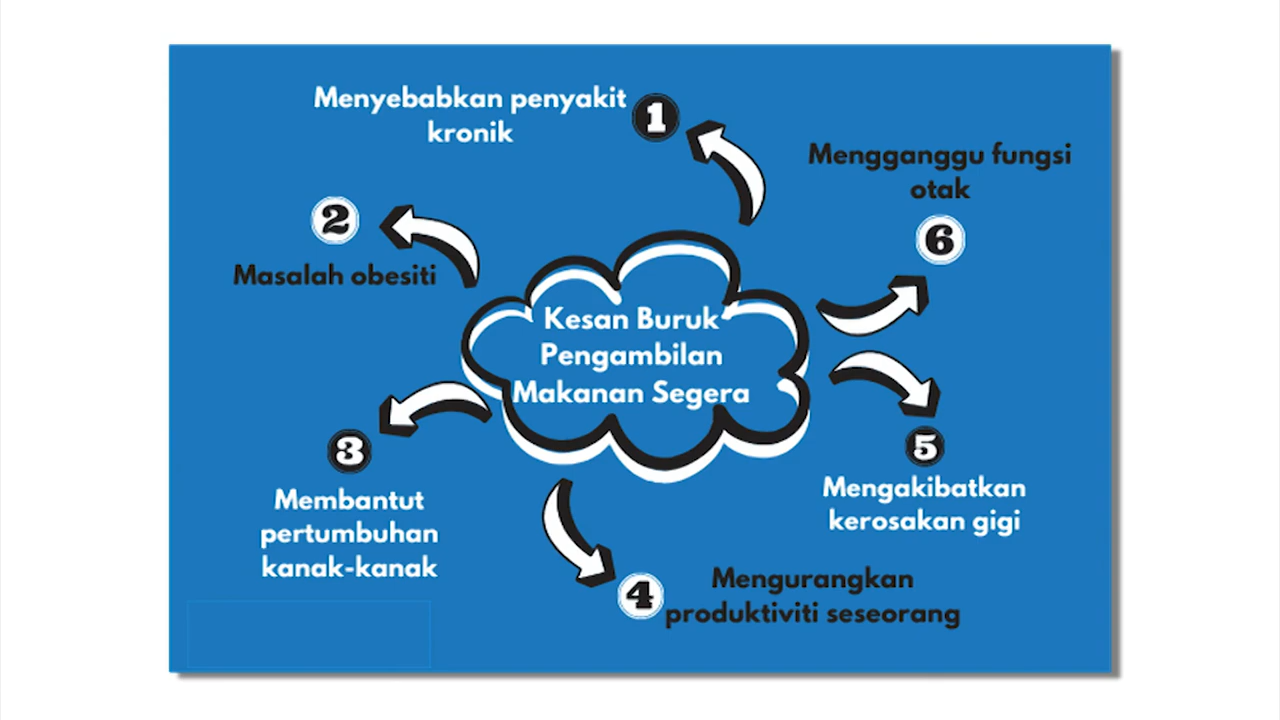 Kesan Buruk
Pengambilan
Makanan Segera
1
Menyebabkan penyakit
kronik
2
Masalah obesiti
3
Membantut
pertumbuhan
kanak-kanak
4
Mengurangkan
produktiviti seseorang
5
Mengakibatkan
kerosakan gigi
Mengganggu fungsi
otak
6